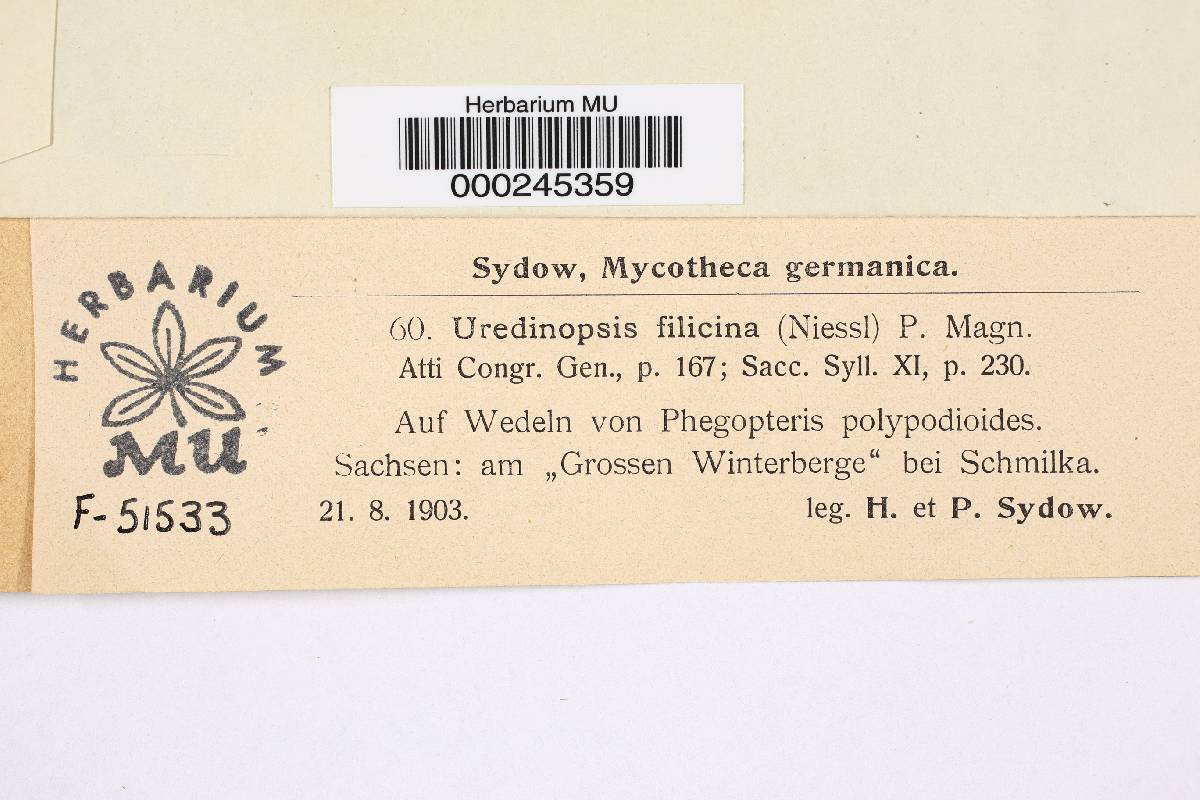 Herbarium MU
000245359
Sydow, Mycotheca germanica.
60. Uredinopsis filicina (Niessl) P. Magn.
Atti Congr. Gen., p. 167; Sacc. Syll. XI, p. 230.
Auf Wedeln von Phegopteris polypodioides.
Sachsen: am „Grossen Winterberge“ bei Schmilka.
21. 8. 1903. leg. H. et P. Sydow.
HERBARIUM
MU
F-51533